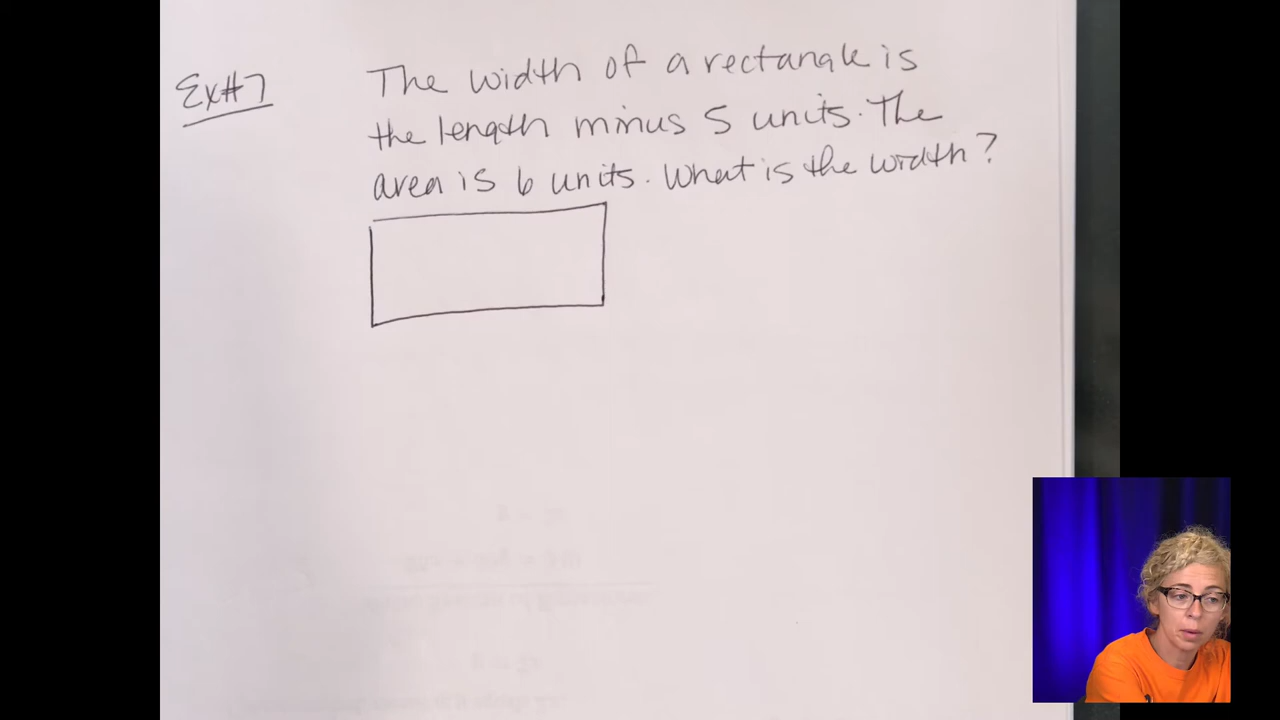 Ex#7
The width of a rectangle is
the length minus 5 units. The
area is 6 units. What is the width?